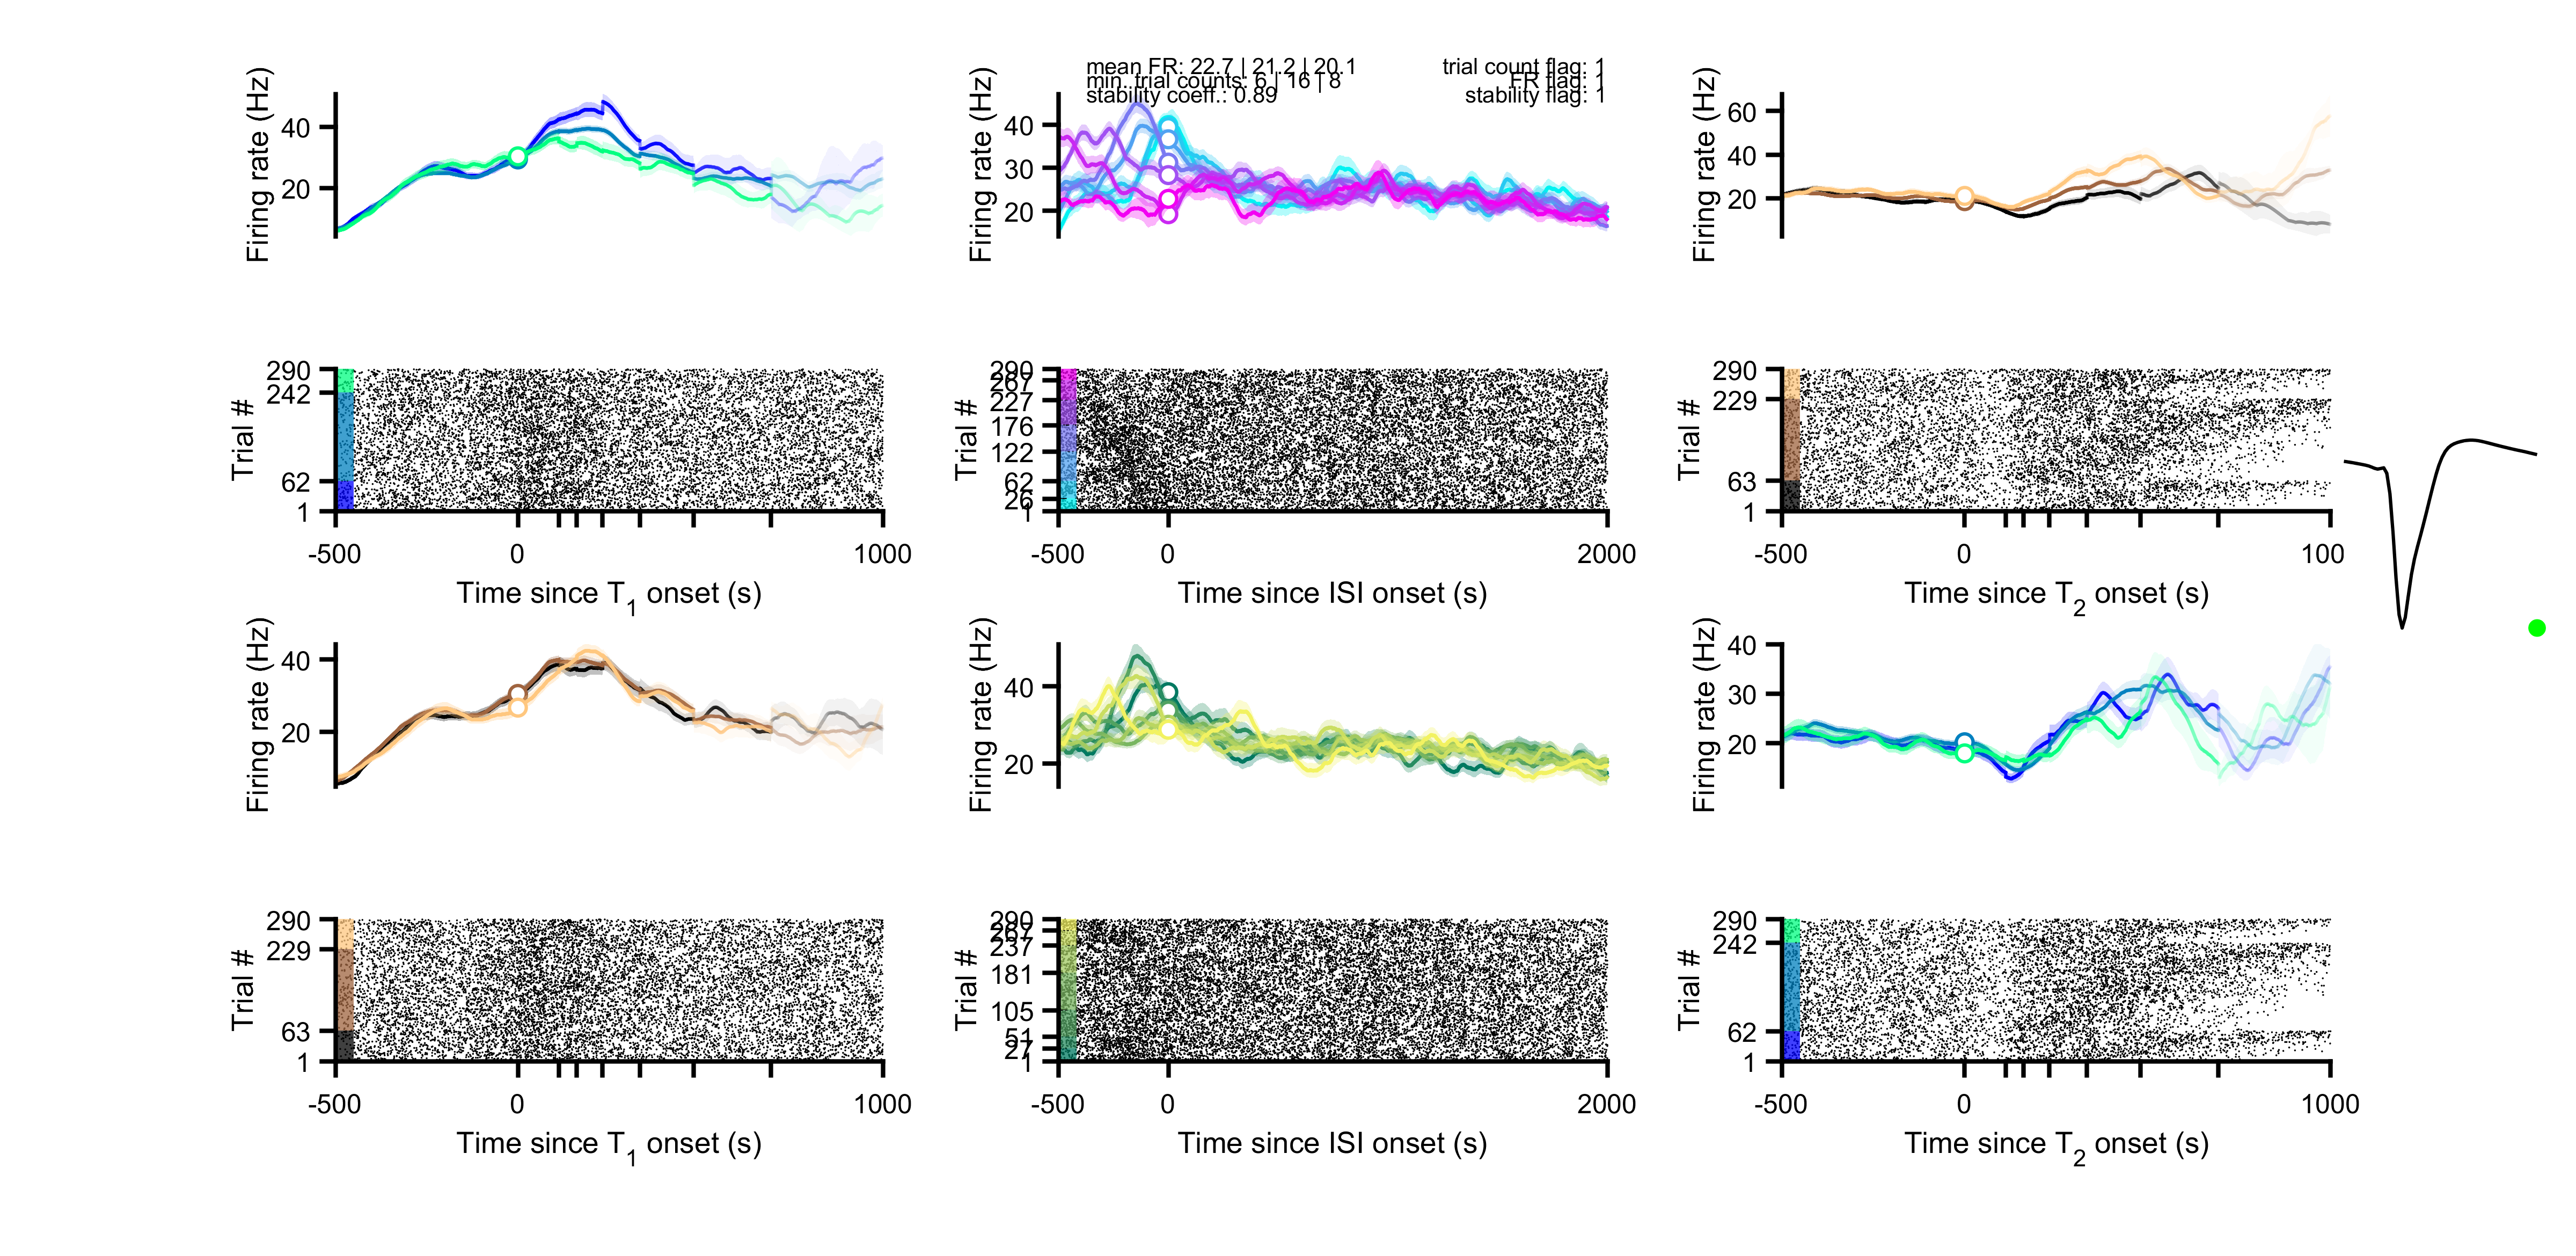 mean FR: 22.7 | 21.2 | 20.1
trial count flag: 1
min. trial counts: 6 | 16 | 8
FR flag: 1
stability coeff.: 0.89
stability flag: 1
Firing rate (Hz)
40
20
Firing rate (Hz)
40
30
20
Firing rate (Hz)
60
40
20
Trial #
290
242
62
1
-500
0
1000
Time since T1 onset (s)
Trial #
290
267
227
176
122
62
26
1
-500
0
2000
Time since ISI onset (s)
Trial #
290
229
63
1
-500
0
100
Time since T2 onset (s)
Firing rate (Hz)
40
20
Firing rate (Hz)
40
20
Firing rate (Hz)
40
30
20
Trial #
290
229
63
1
-500
0
1000
Time since T1 onset (s)
Trial #
290
237
181
105
51
27
1
-500
0
2000
Time since ISI onset (s)
Trial #
290
242
62
1
-500
0
1000
Time since T2 onset (s)